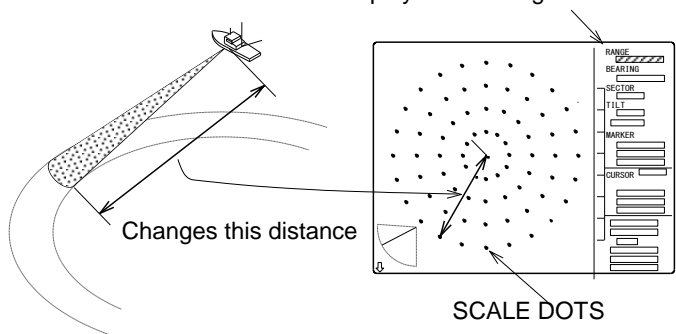 RANGE
BEARING
SECTOR
TILT
MARKER
CURSOR
Changes this distance
SCALE DOTS